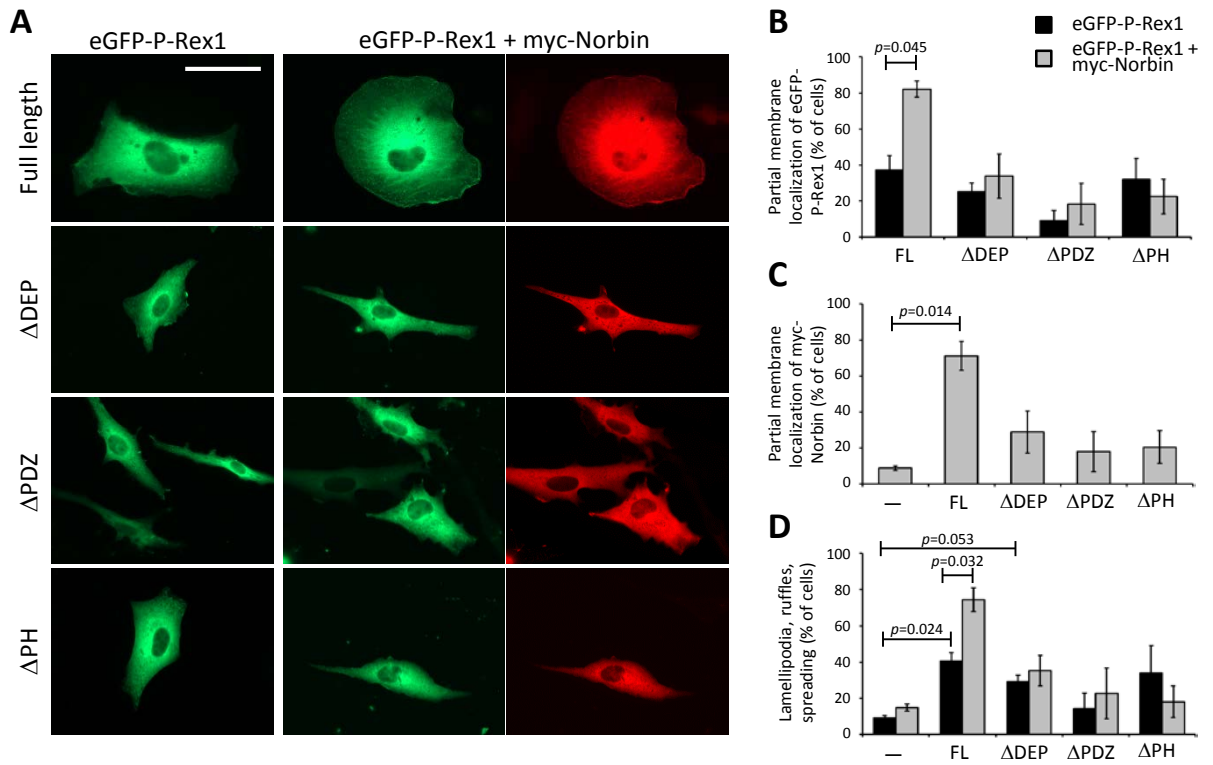 A
eGFP-P-Rex1
eGFP-P-Rex1 + myc-Norbin
Full length
ΔDEP
ΔPDZ
ΔPH
B
eGFP-P-Rex1
eGFP-P-Rex1 +
myc-Norbin
p=0.045
Partial membrane
localization of eGFP-
P-Rex1 (% of cells)
100
80
60
40
20
0
FL
ΔDEP
ΔPDZ
ΔPH
C
p=0.014
Partial membrane
localization of myc-
Norbin (% of cells)
100
80
60
40
20
0
—
FL
ΔDEP
ΔPDZ
ΔPH
D
p=0.053
p=0.032
p=0.024
Lamellipodia, ruffles,
spreading (% of cells)
100
80
60
40
20
0
—
FL
ΔDEP
ΔPDZ
ΔPH